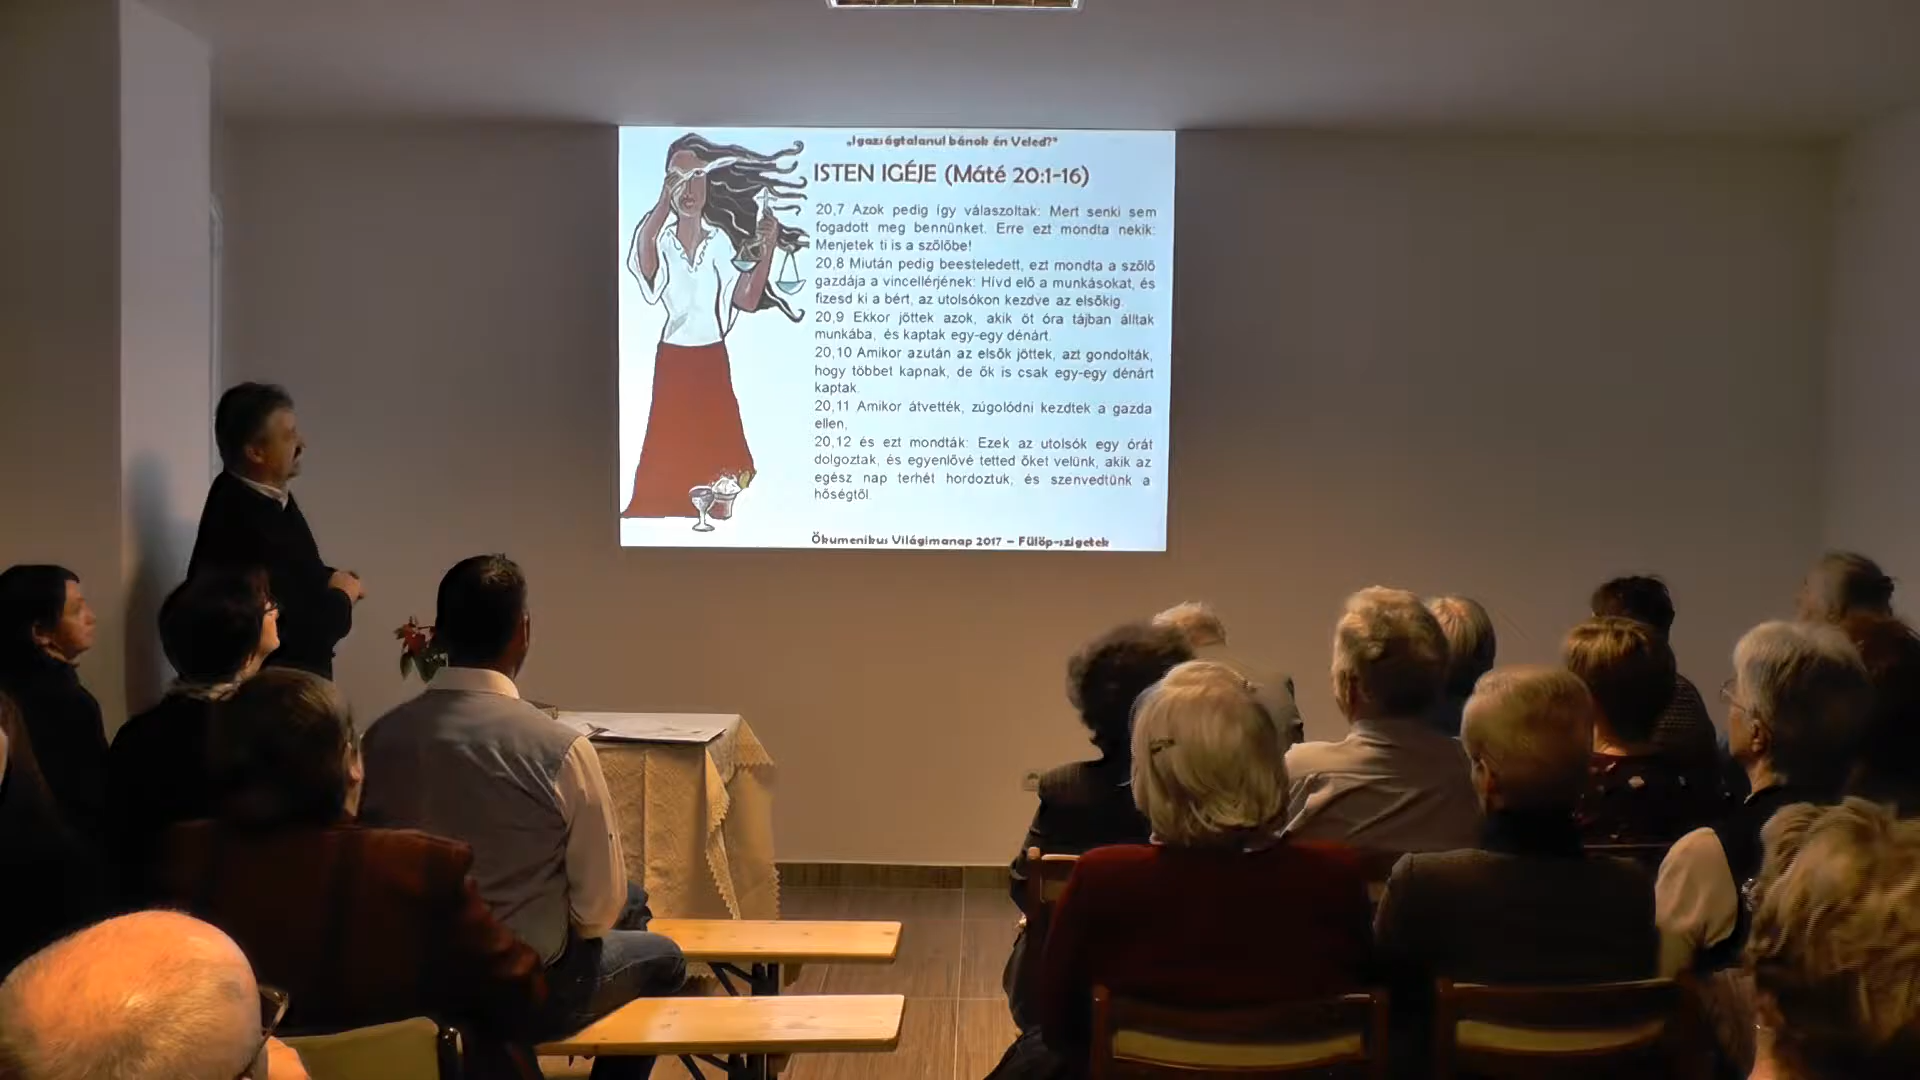 „Igazságtalanul bánok én Veled?"
ISTEN IGÉJE (Máté 20:1-16)
20,7 Azok pedig így válaszoltak: Mert senki sem
fogadott meg bennünket. Erre ezt mondta nekik:
Menjetek ti is a szőlőbe!
20,8 Miután pedig beesteledett, ezt mondta a szőlő
gazdája a vincellérjének: Hívd elő a munkásokat, és
fizesd ki a bért, az utolsókon kezdve az elsőkig.
20,9 Ekkor jöttek azok, akik öt óra tájban álltak
munkába, és kaptak egy-egy dénárt.
20,10 Amikor azután az elsők jöttek, azt gondolták,
hogy többet kapnak, de ők is csak egy-egy dénárt
kaptak.
20,11 Amikor átvették, zúgolódni kezdtek a gazda
ellen,
20,12 és ezt mondták: Ezek az utolsók egy órát
dolgoztak, és egyenlővé tetted őket velünk, akik az
egész nap terhét hordoztuk, és szenvedtünk a
hőségtől.
Ökumenikus Világimanap 2017 – Fülöp-szigetek